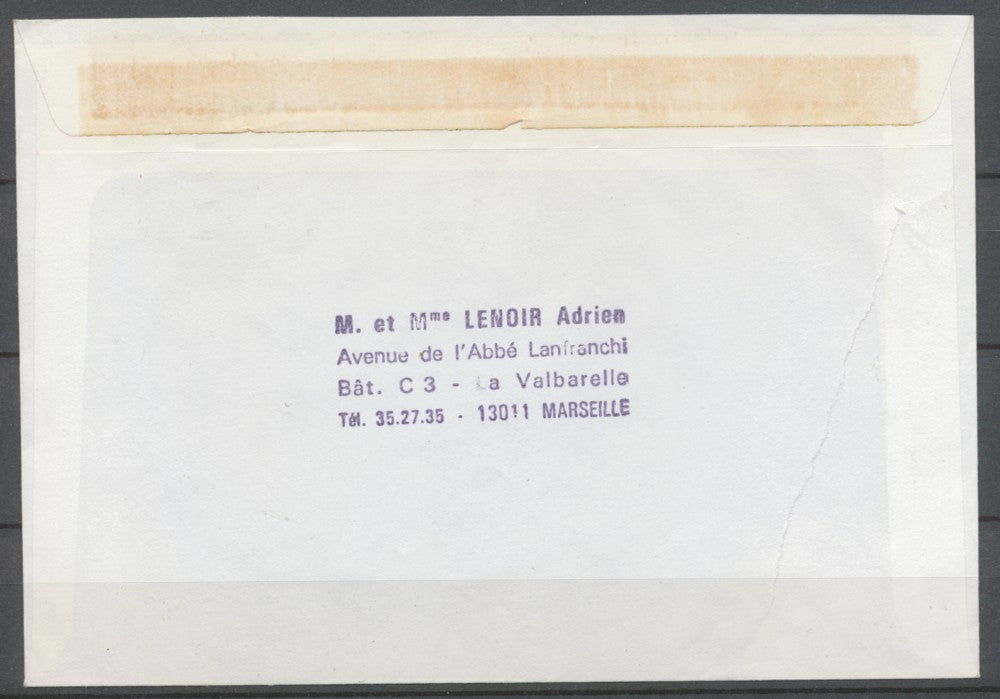 M. et Mme LENOIR Adrien
Avenue de l'Abbé Lanfranchi
Bât. C 3 - La Valbarelle
Tél. 35.27.35 - 13011 MARSEILLE